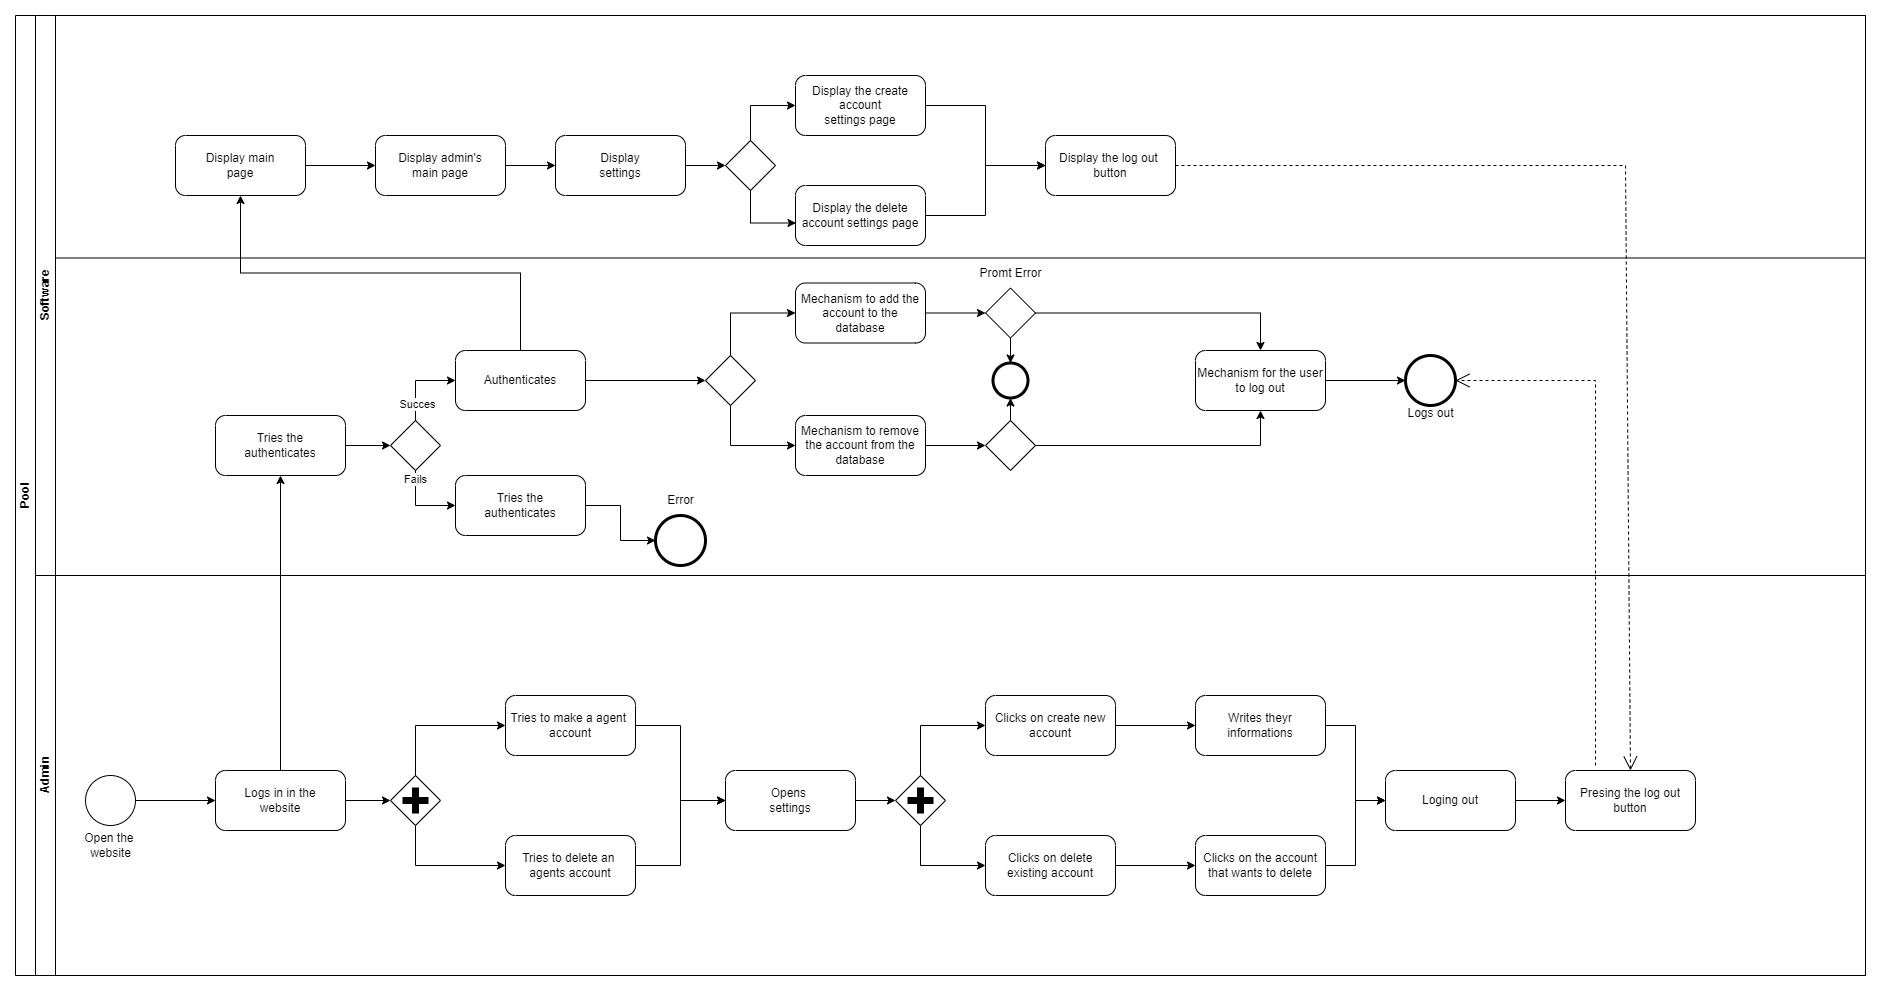 Pool
Software
Admin
Display main
page
Display admin's
main page
Display
settings
Display the create
account
settings page
Display the delete
account settings page
Display the log out
button
Promt Error
Mechanism to add the
account to the
database
Authenticates
Succes
Tries the
authenticates
Fails
Tries the
authenticates
Error
Mechanism to remove
the account from the
database
Mechanism for the user
to log out
Logs out
Open the
website
Logs in in the
website
Tries to make a agent
account
Tries to delete an
agents account
Opens
settings
Clicks on create new
account
Writes theyr
informations
Clicks on delete
existing account
Clicks on the account
that wants to delete
Loging out
Presing the log out
button